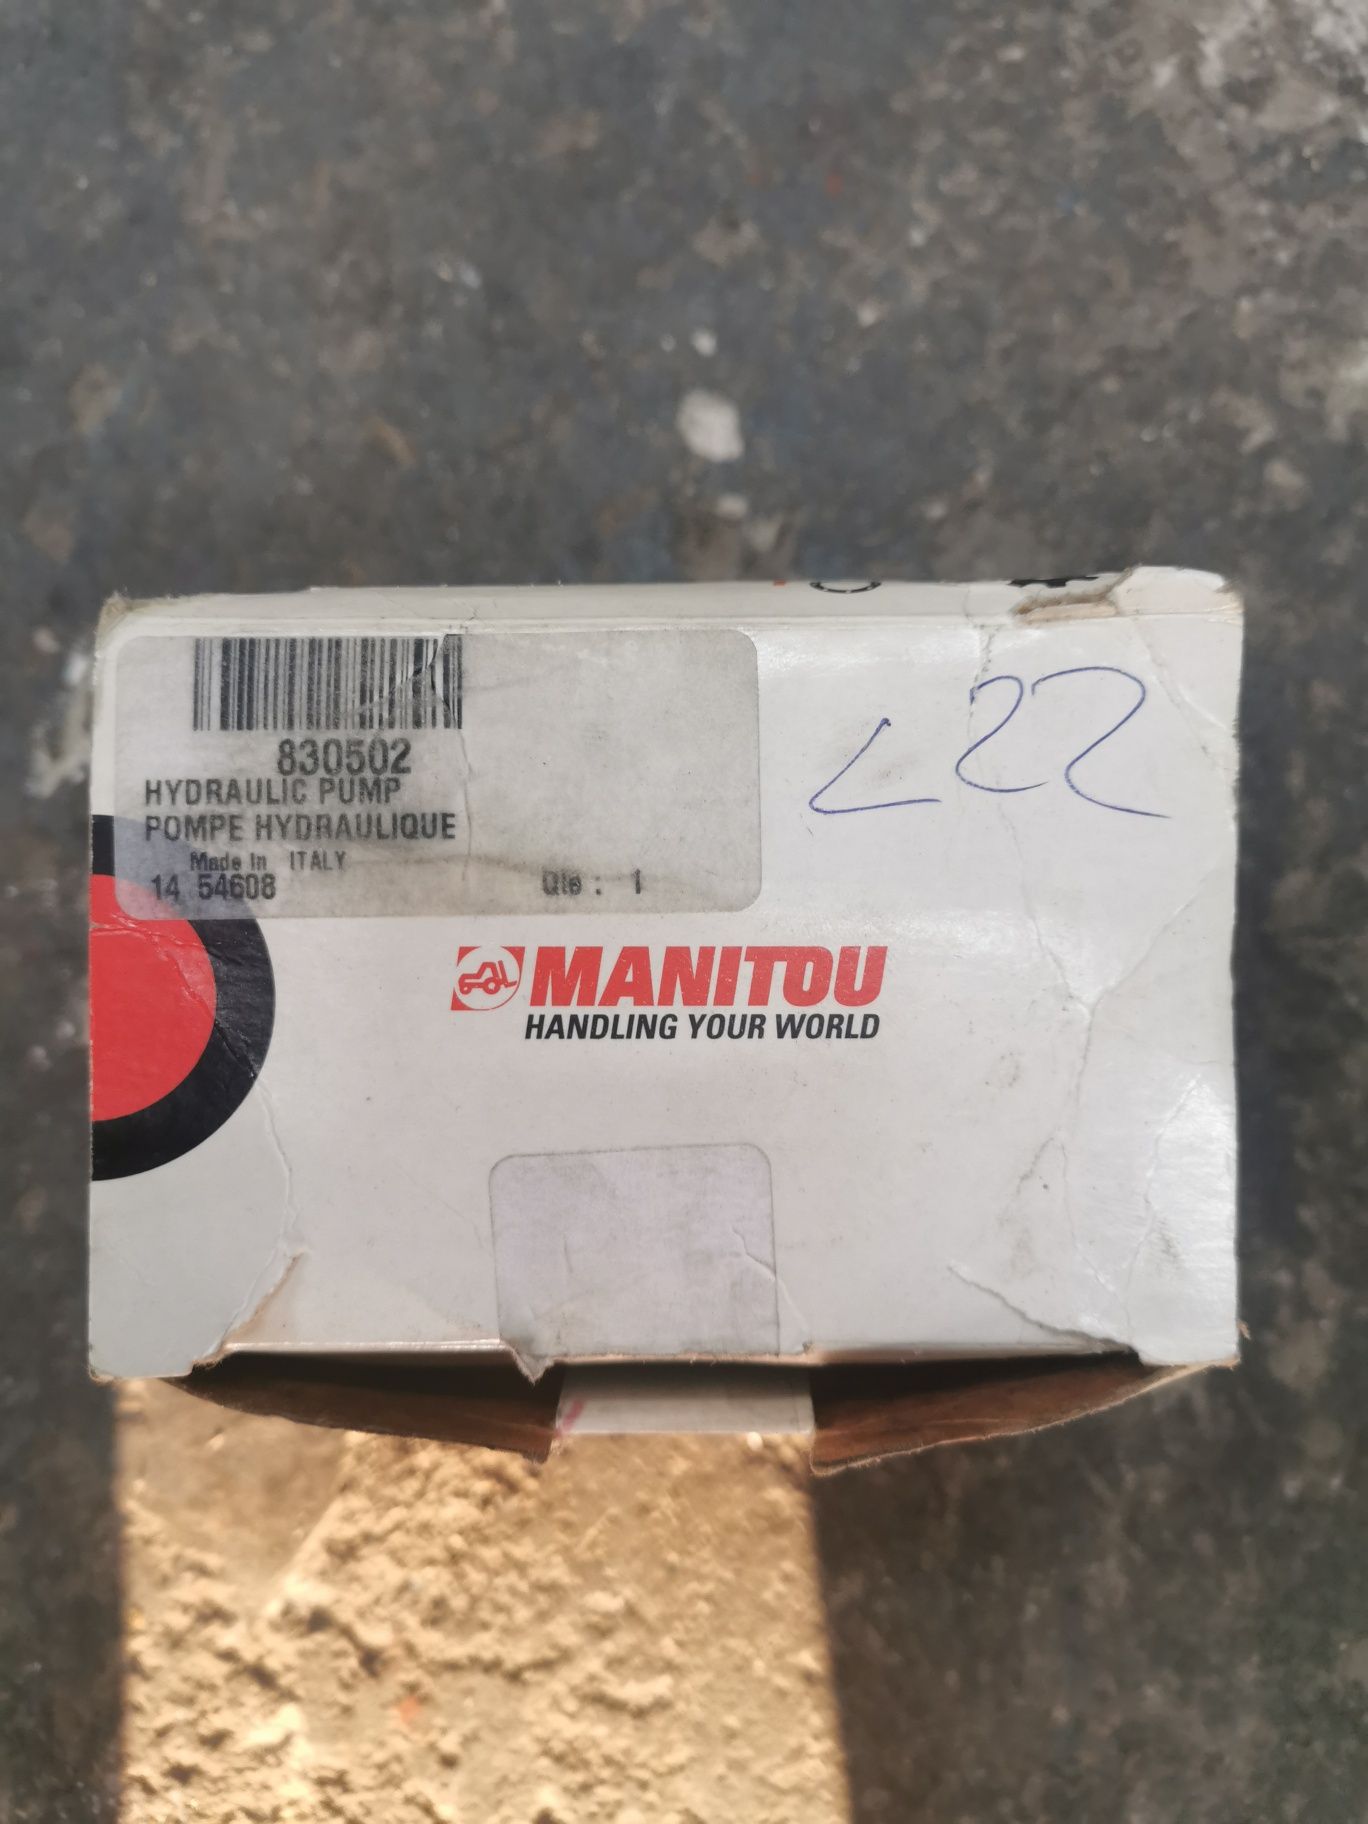 830502
HYDRAULIC PUMP
POMPE HYDRAULIQUE
Made In ITALY
14 54608
Qte : 1
L22
MANITOU
HANDLING YOUR WORLD